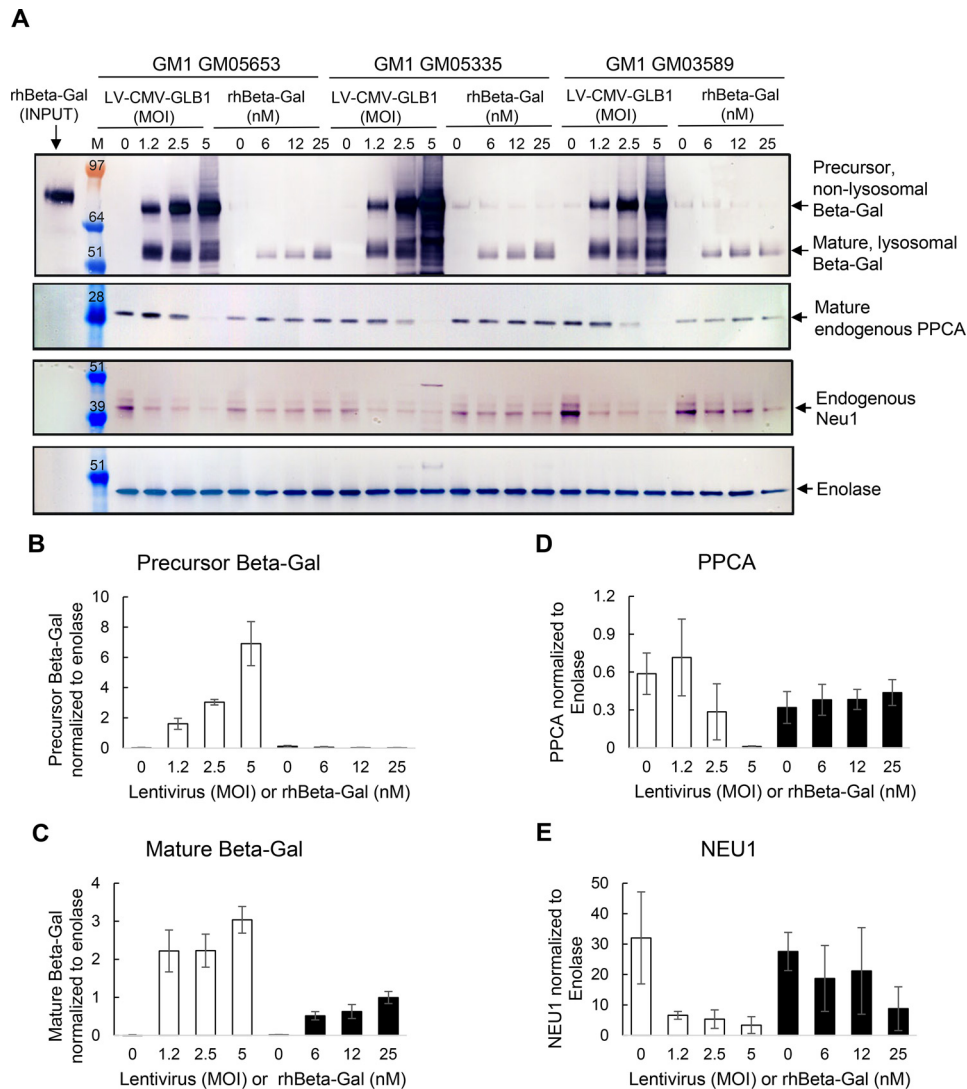 A
GM1 GM05653 GM1 GM05335 GM1 GM03589
rhBeta-Gal (INPUT) LV-CMV-GLB1 (MOI) rhBeta-Gal (nM) LV-CMV-GLB1 (MOI) rhBeta-Gal (nM) LV-CMV-GLB1 (MOI) rhBeta-Gal (nM)
M 0 1.2 2.5 5 0 6 12 25 0 1.2 2.5 5 0 6 12 25 0 1.2 2.5 5 0 6 12 25
97
64
51
Precursor,
non-lysosomal
Beta-Gal
Mature, lysosomal
Beta-Gal
28
Mature
endogenous PPCA
51
39
Endogenous
Neu1
51
Enolase
B
Precursor Beta-Gal
Precursor Beta-Gal
normalized to enolase
10
8
6
4
2
0
0 1.2 2.5 5 0 6 12 25
Lentivirus (MOI) or rhBeta-Gal (nM)
D
PPCA
PPCA normalized to
Enolase
1.2
0.9
0.6
0.3
0
0 1.2 2.5 5 0 6 12 25
Lentivirus (MOI) or rhBeta-Gal (nM)
C
Mature Beta-Gal
Mature Beta-Gal
normalized to enolase
4
3
2
1
0
0 1.2 2.5 5 0 6 12 25
Lentivirus (MOI) or rhBeta-Gal (nM)
E
NEU1
NEU1 normalized to
Enolase
50
40
30
20
10
0
0 1.2 2.5 5 0 6 12 25
Lentivirus (MOI) or rhBeta-Gal (nM)